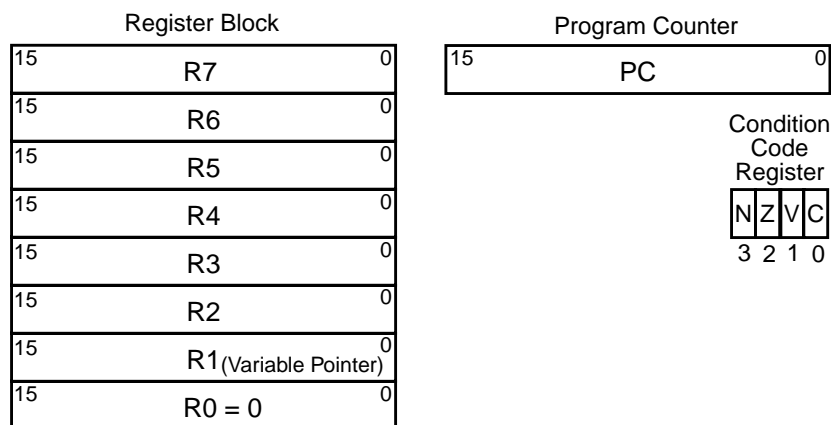 Register Block
15 R7 0
15 R6 0
15 R5 0
15 R4 0
15 R3 0
15 R2 0
15 R1(Variable Pointer) 0
15 R0 = 0 0
Program Counter
15 PC 0
Condition
Code
Register
N Z V C
3 2 1 0